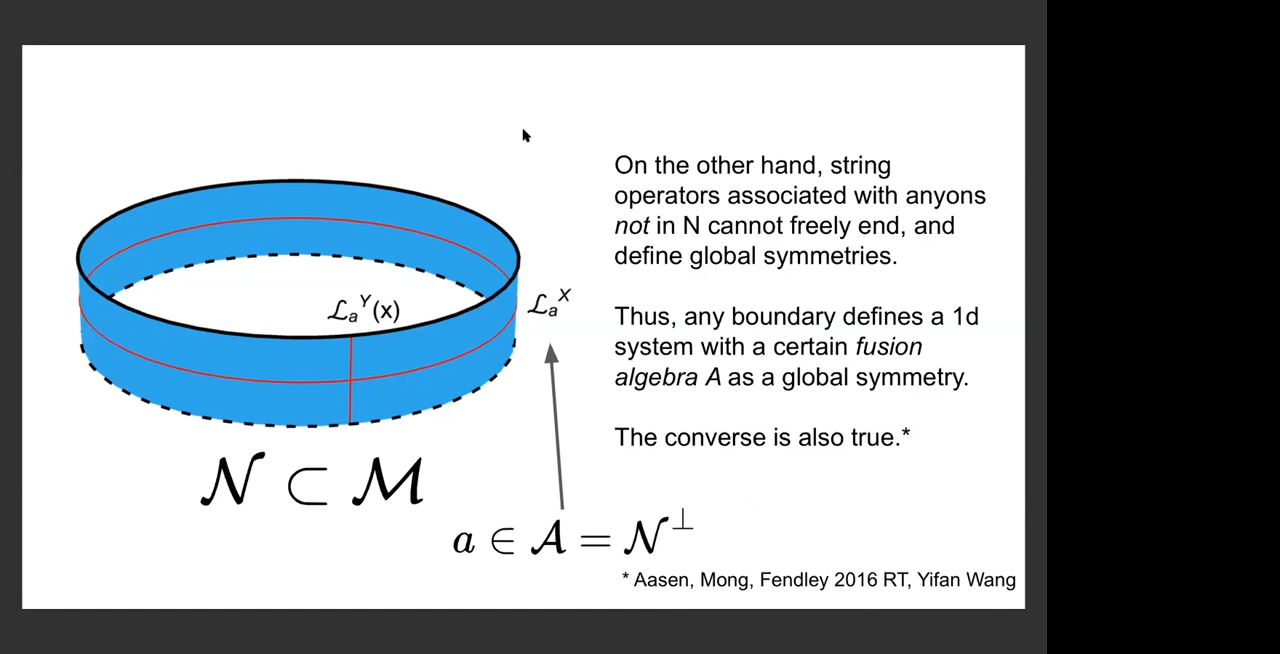 On the other hand, string
operators associated with anyons
not in N cannot freely end, and
define global symmetries.
Thus, any boundary defines a 1d
system with a certain fusion
algebra A as a global symmetry.
The converse is also true.*
ℒₐʸ(x)
ℒₐˣ
𝒩 ⊂ ℳ
a ∈ 𝒜 = 𝒩^⊥
* Aasen, Mong, Fendley 2016 RT, Yifan Wang